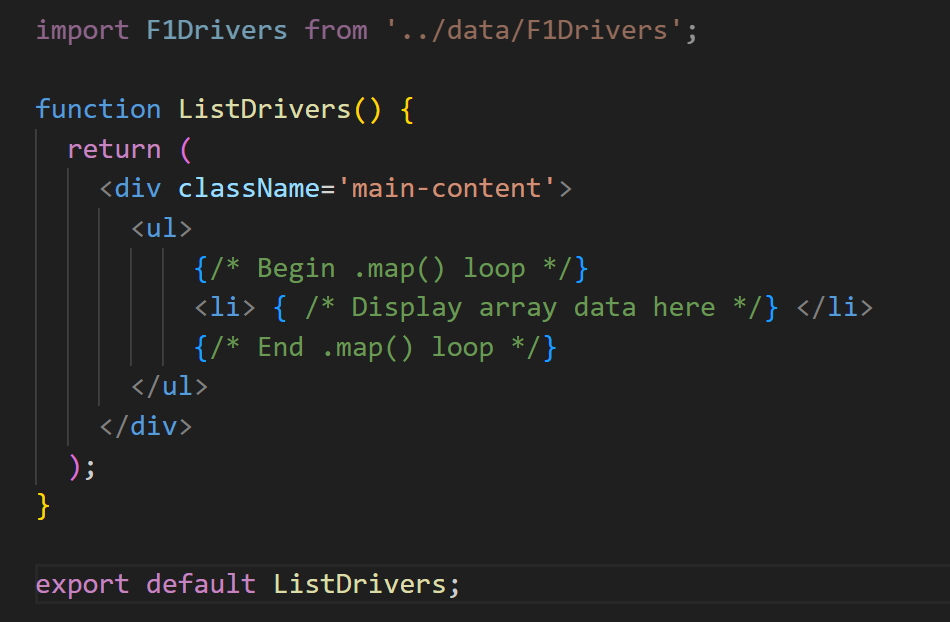 import F1Drivers from '../data/F1Drivers';
function ListDrivers() {
return (
<div className='main-content'>
<ul>
{/* Begin .map() loop */}
<li> { /* Display array data here */} </li>
{/* End .map() loop */}
</ul>
</div>
);
}
export default ListDrivers;